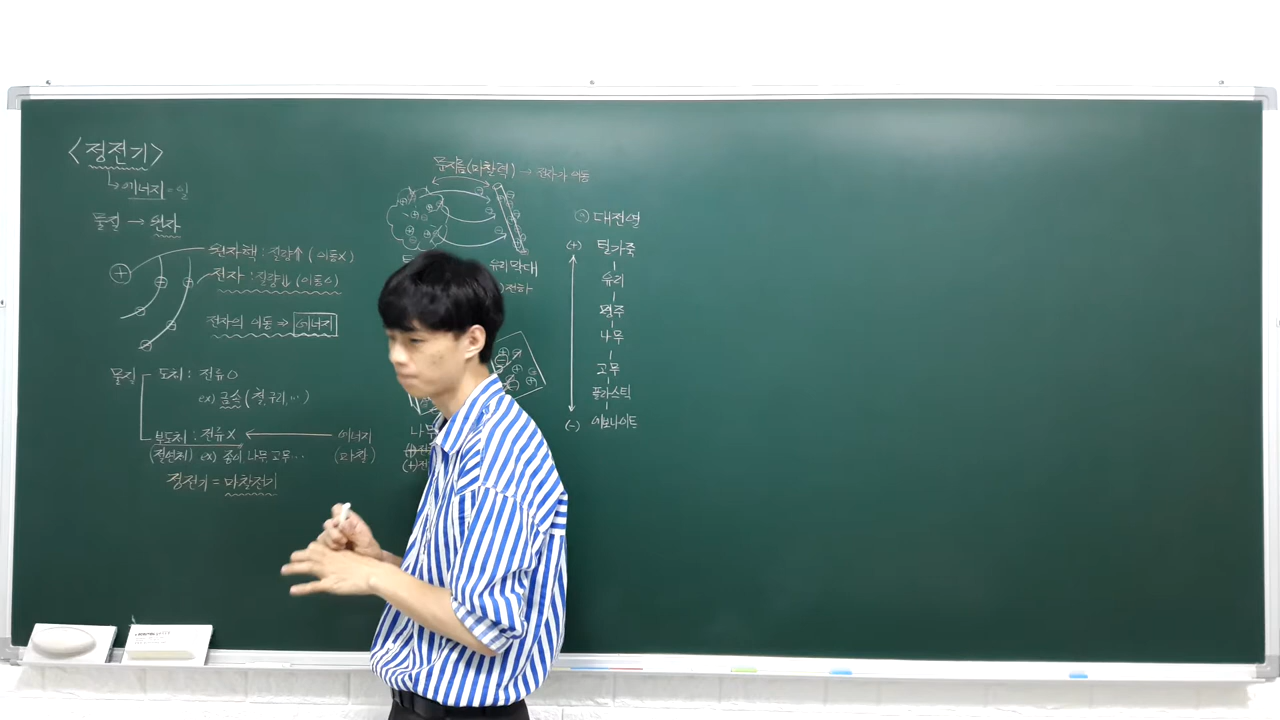 <정전기>
↳ 에너지 = 일
물질 → 원자
원자핵 : 질량↑ (이동X)
전자 : 질량↓ (이동O)
전자의 이동 ⇒ 에너지
물질
도체 : 전류O
ex) 금속 (철, 구리, …)
부도체 : 전류X ← 에너지
(절연체) ex) 종이, 나무, 고무… (마찰)
정전기 = 마찰전기
문지름(마찰력) → 전자가 이동
유리막대
전하
나무
(+)전
대전열
(+) 털가죽
유리
명주
나무
고무
플라스틱
(-) 에보나이트